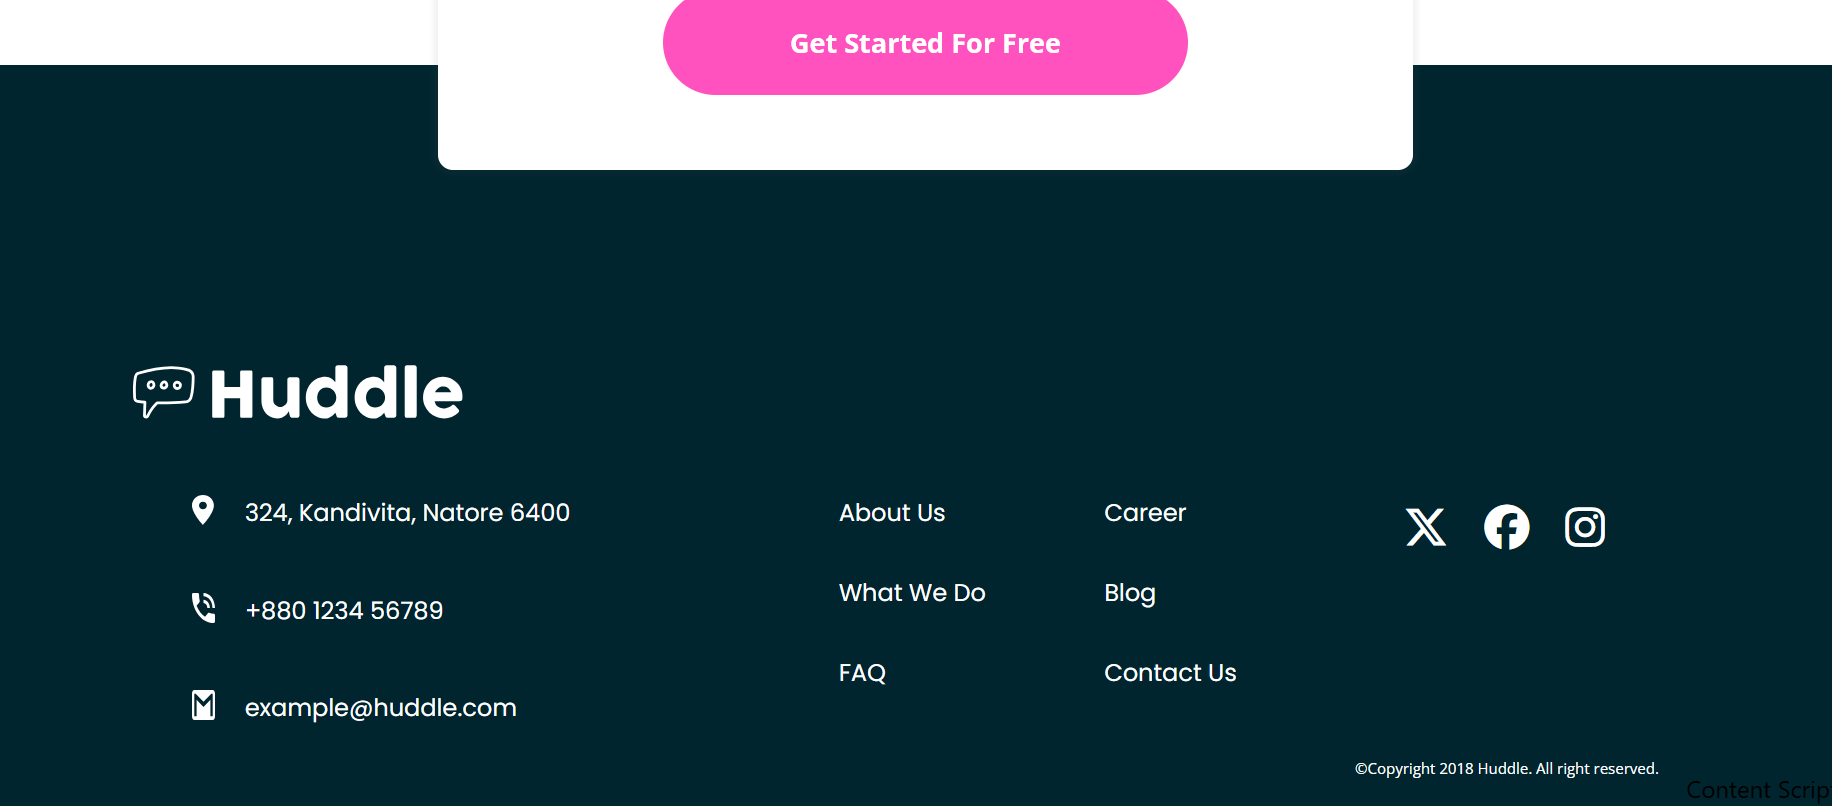 Get Started For Free
Huddle
324, Kandivita, Natore 6400
+880 1234 56789
example@huddle.com
About Us
What We Do
FAQ
Career
Blog
Contact Us
©Copyright 2018 Huddle. All right reserved.
Content Scrip